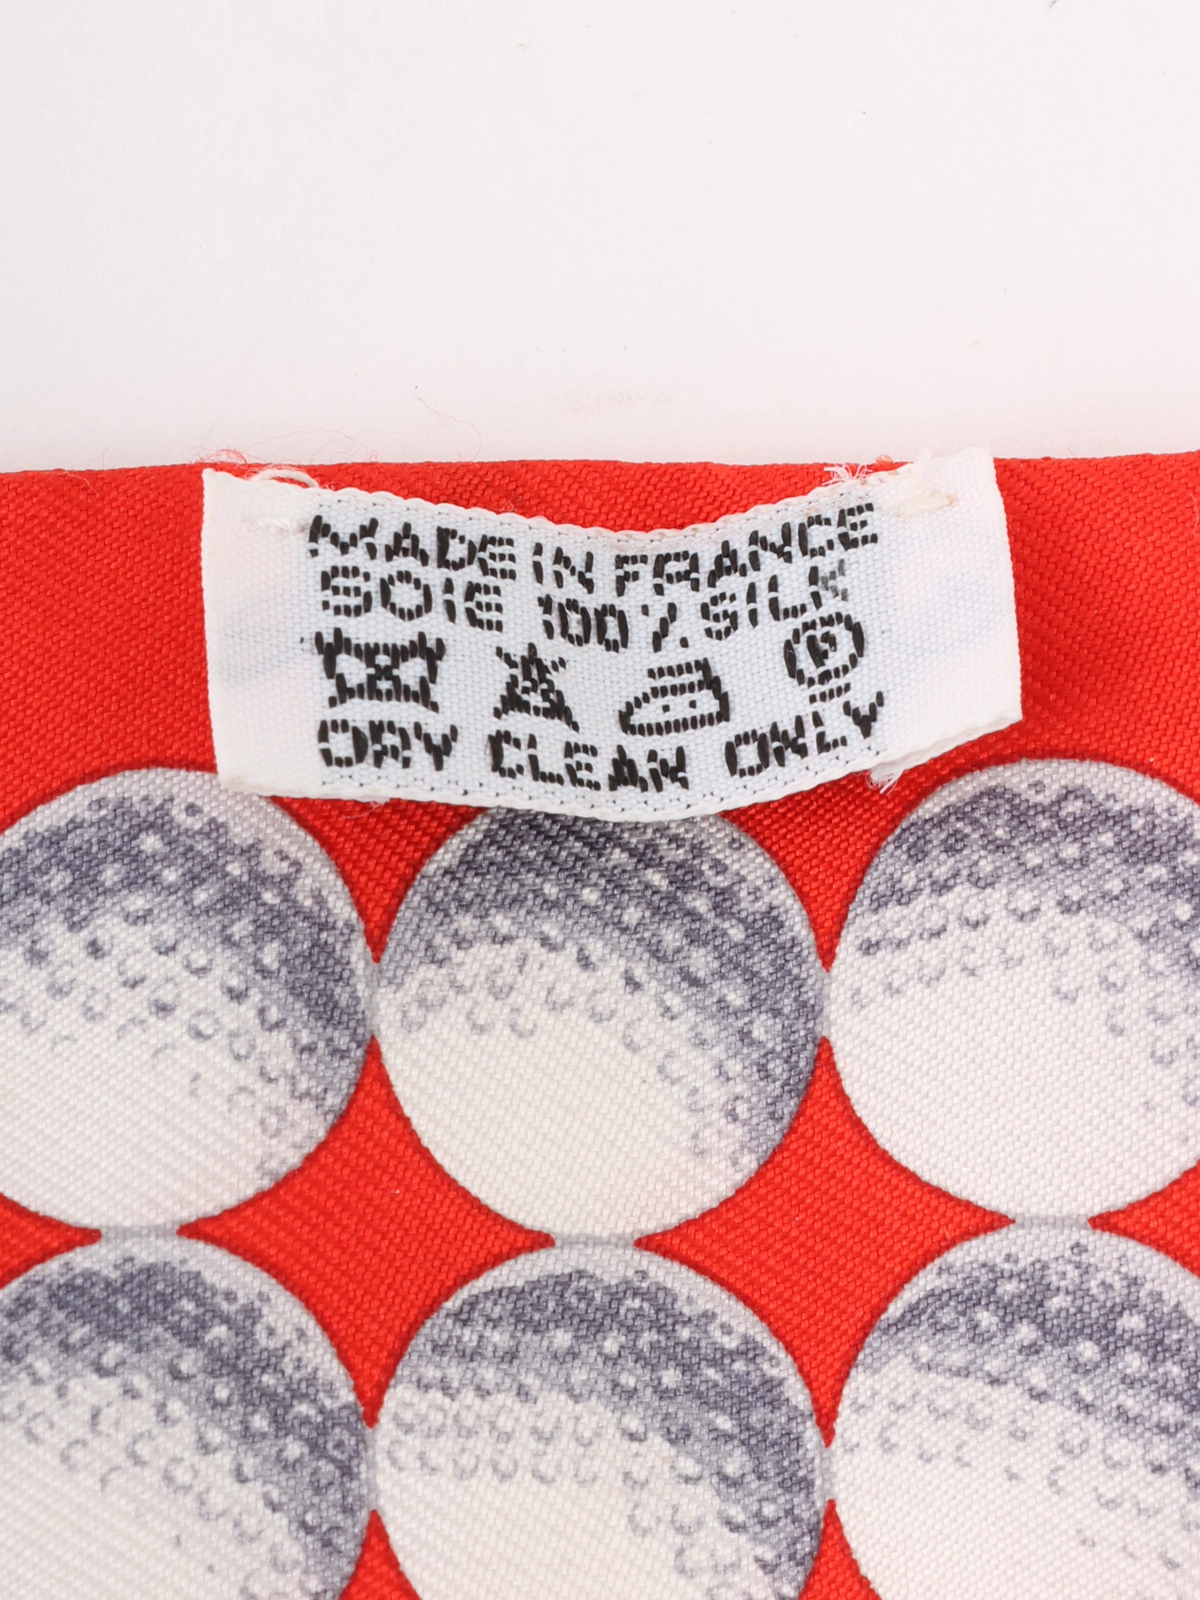 MADE IN FRANCE
SOIE 100% SILK
P
DRY CLEAN ONLY